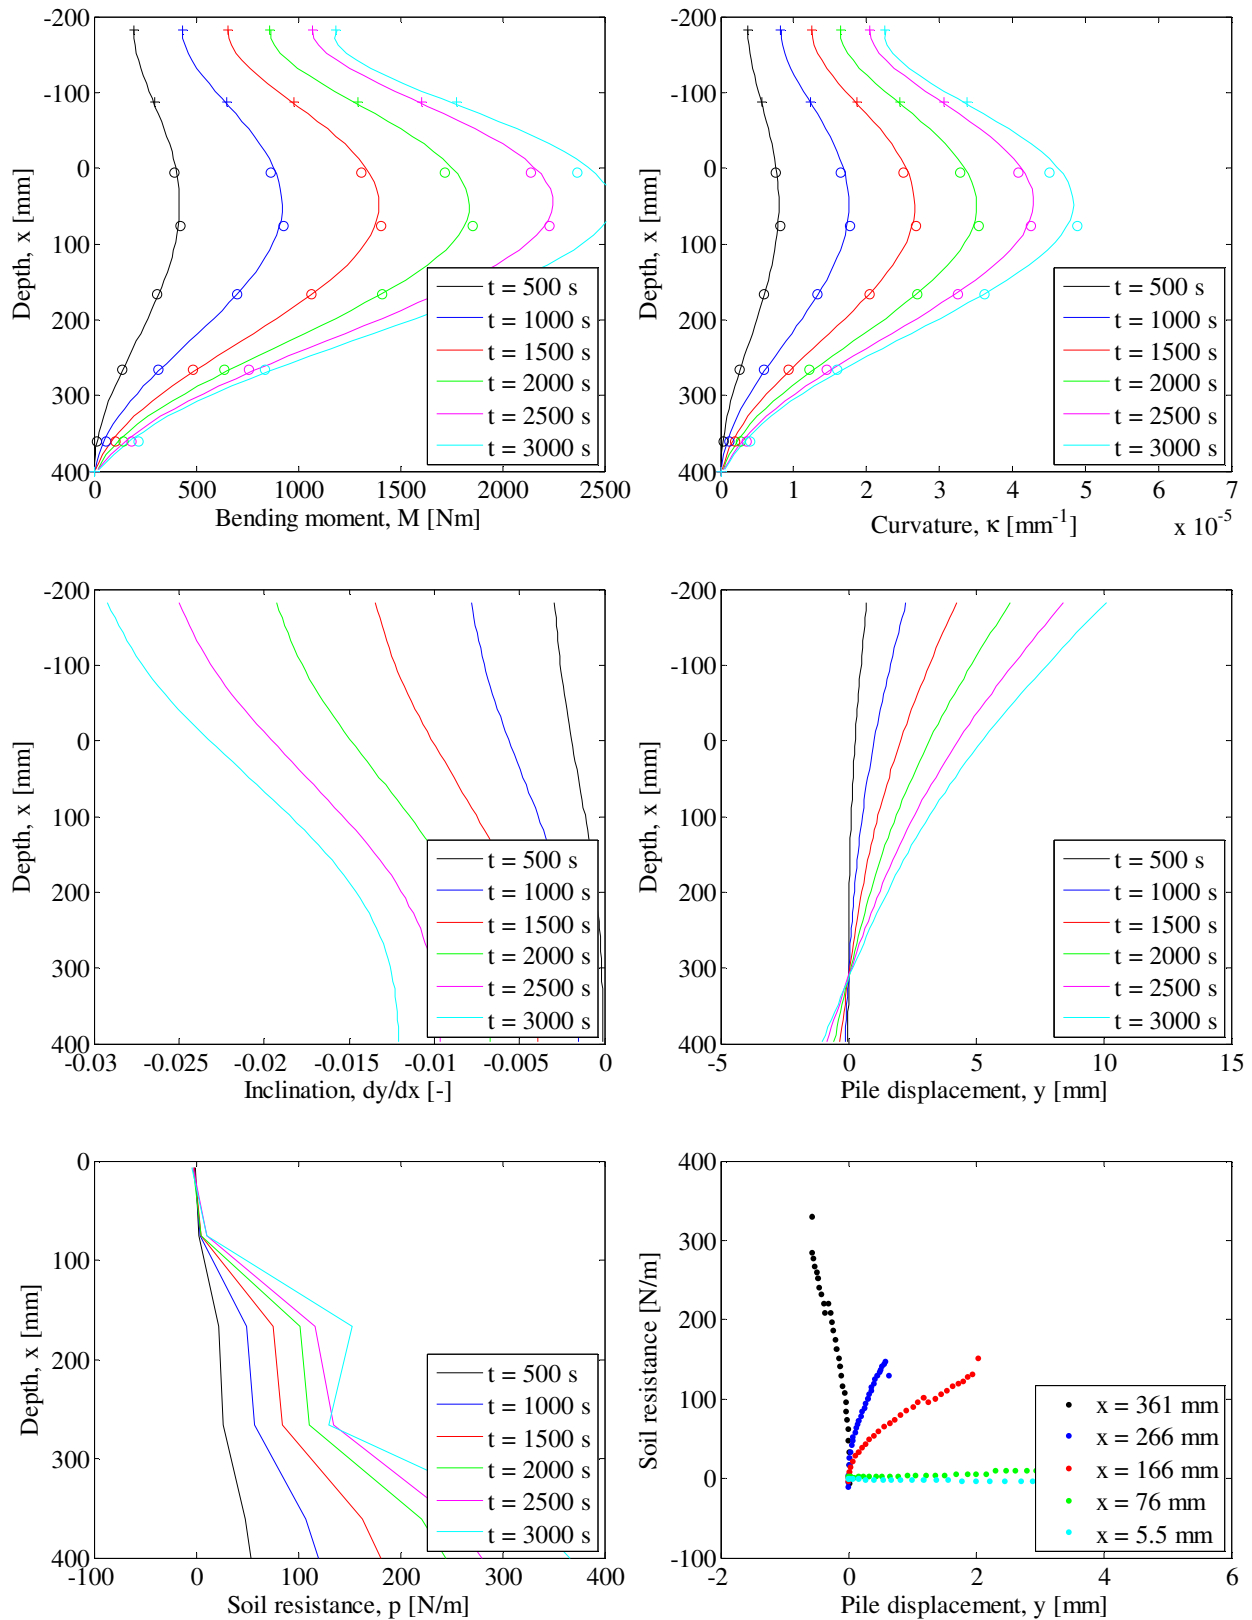 -200
-100
0
100
200
300
400
Depth, x [mm]
t = 500 s
t = 1000 s
t = 1500 s
t = 2000 s
t = 2500 s
t = 3000 s
0 500 1000 1500 2000 2500
Bending moment, M [Nm]
-200
-100
0
100
200
300
400
Depth, x [mm]
t = 500 s
t = 1000 s
t = 1500 s
t = 2000 s
t = 2500 s
t = 3000 s
0 1 2 3 4 5 6 7
Curvature, κ [mm⁻¹]
x 10⁻⁵
-200
-100
0
100
200
300
400
Depth, x [mm]
t = 500 s
t = 1000 s
t = 1500 s
t = 2000 s
t = 2500 s
t = 3000 s
-0.03 -0.025 -0.02 -0.015 -0.01 -0.005 0
Inclination, dy/dx [-]
-200
-100
0
100
200
300
400
Depth, x [mm]
t = 500 s
t = 1000 s
t = 1500 s
t = 2000 s
t = 2500 s
t = 3000 s
-5 0 5 10 15
Pile displacement, y [mm]
0
100
200
300
400
Depth, x [mm]
t = 500 s
t = 1000 s
t = 1500 s
t = 2000 s
t = 2500 s
t = 3000 s
-100 0 100 200 300 400
Soil resistance, p [N/m]
400
300
200
100
0
-100
Soil resistance [N/m]
x = 361 mm
x = 266 mm
x = 166 mm
x = 76 mm
x = 5.5 mm
-2 0 2 4 6
Pile displacement, y [mm]